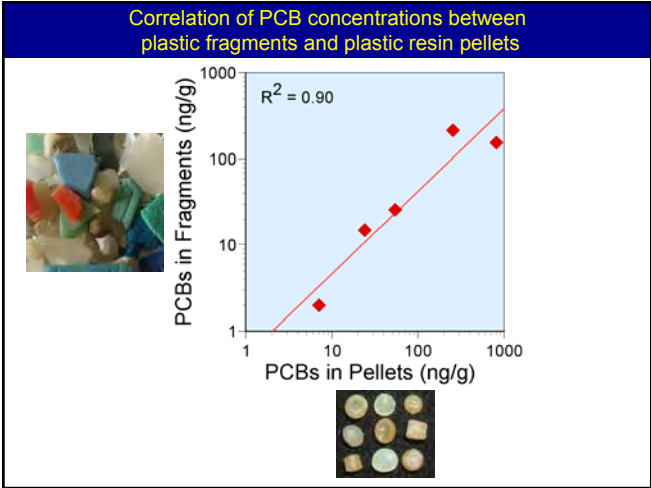 Correlation of PCB concentrations between
plastic fragments and plastic resin pellets
R² = 0.90
PCBs in Fragments (ng/g)
1000
100
10
1
1 10 100 1000
PCBs in Pellets (ng/g)